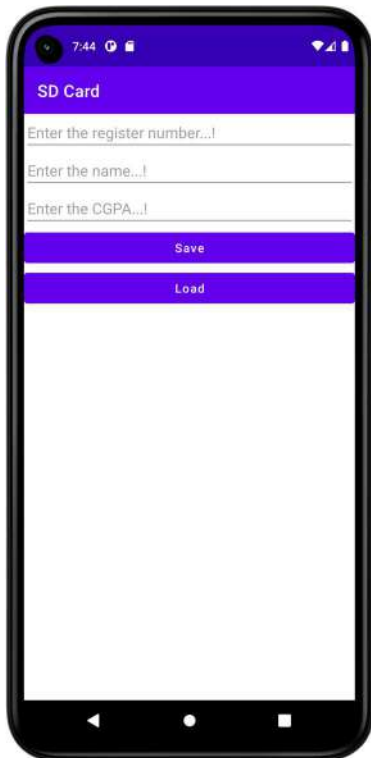 7:44
SD Card
Enter the register number...!
Enter the name...!
Enter the CGPA...!
Save
Load